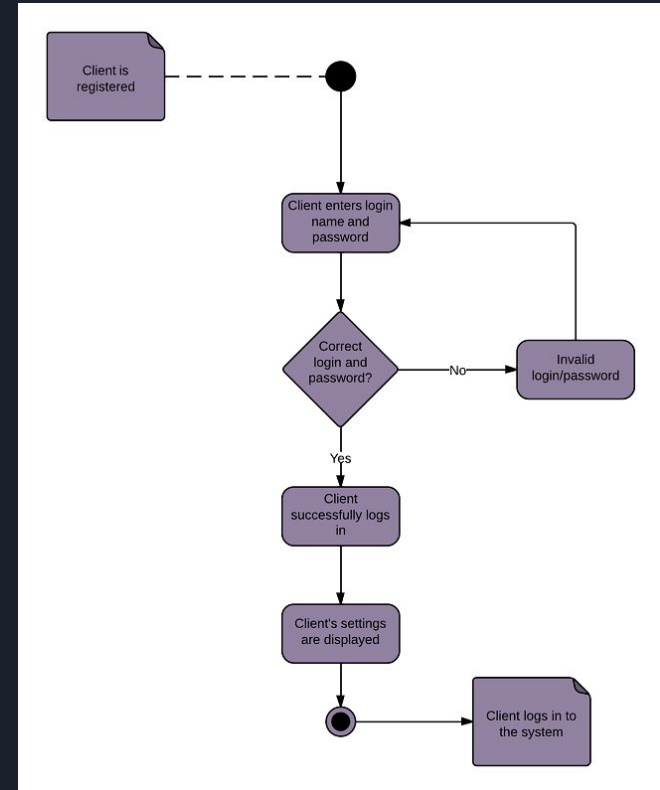 Client is
registered
Client enters login
name and
password
Correct
login and
password?
No
Invalid
login/password
Yes
Client
successfully logs
in
Client's settings
are displayed
Client logs in to
the system